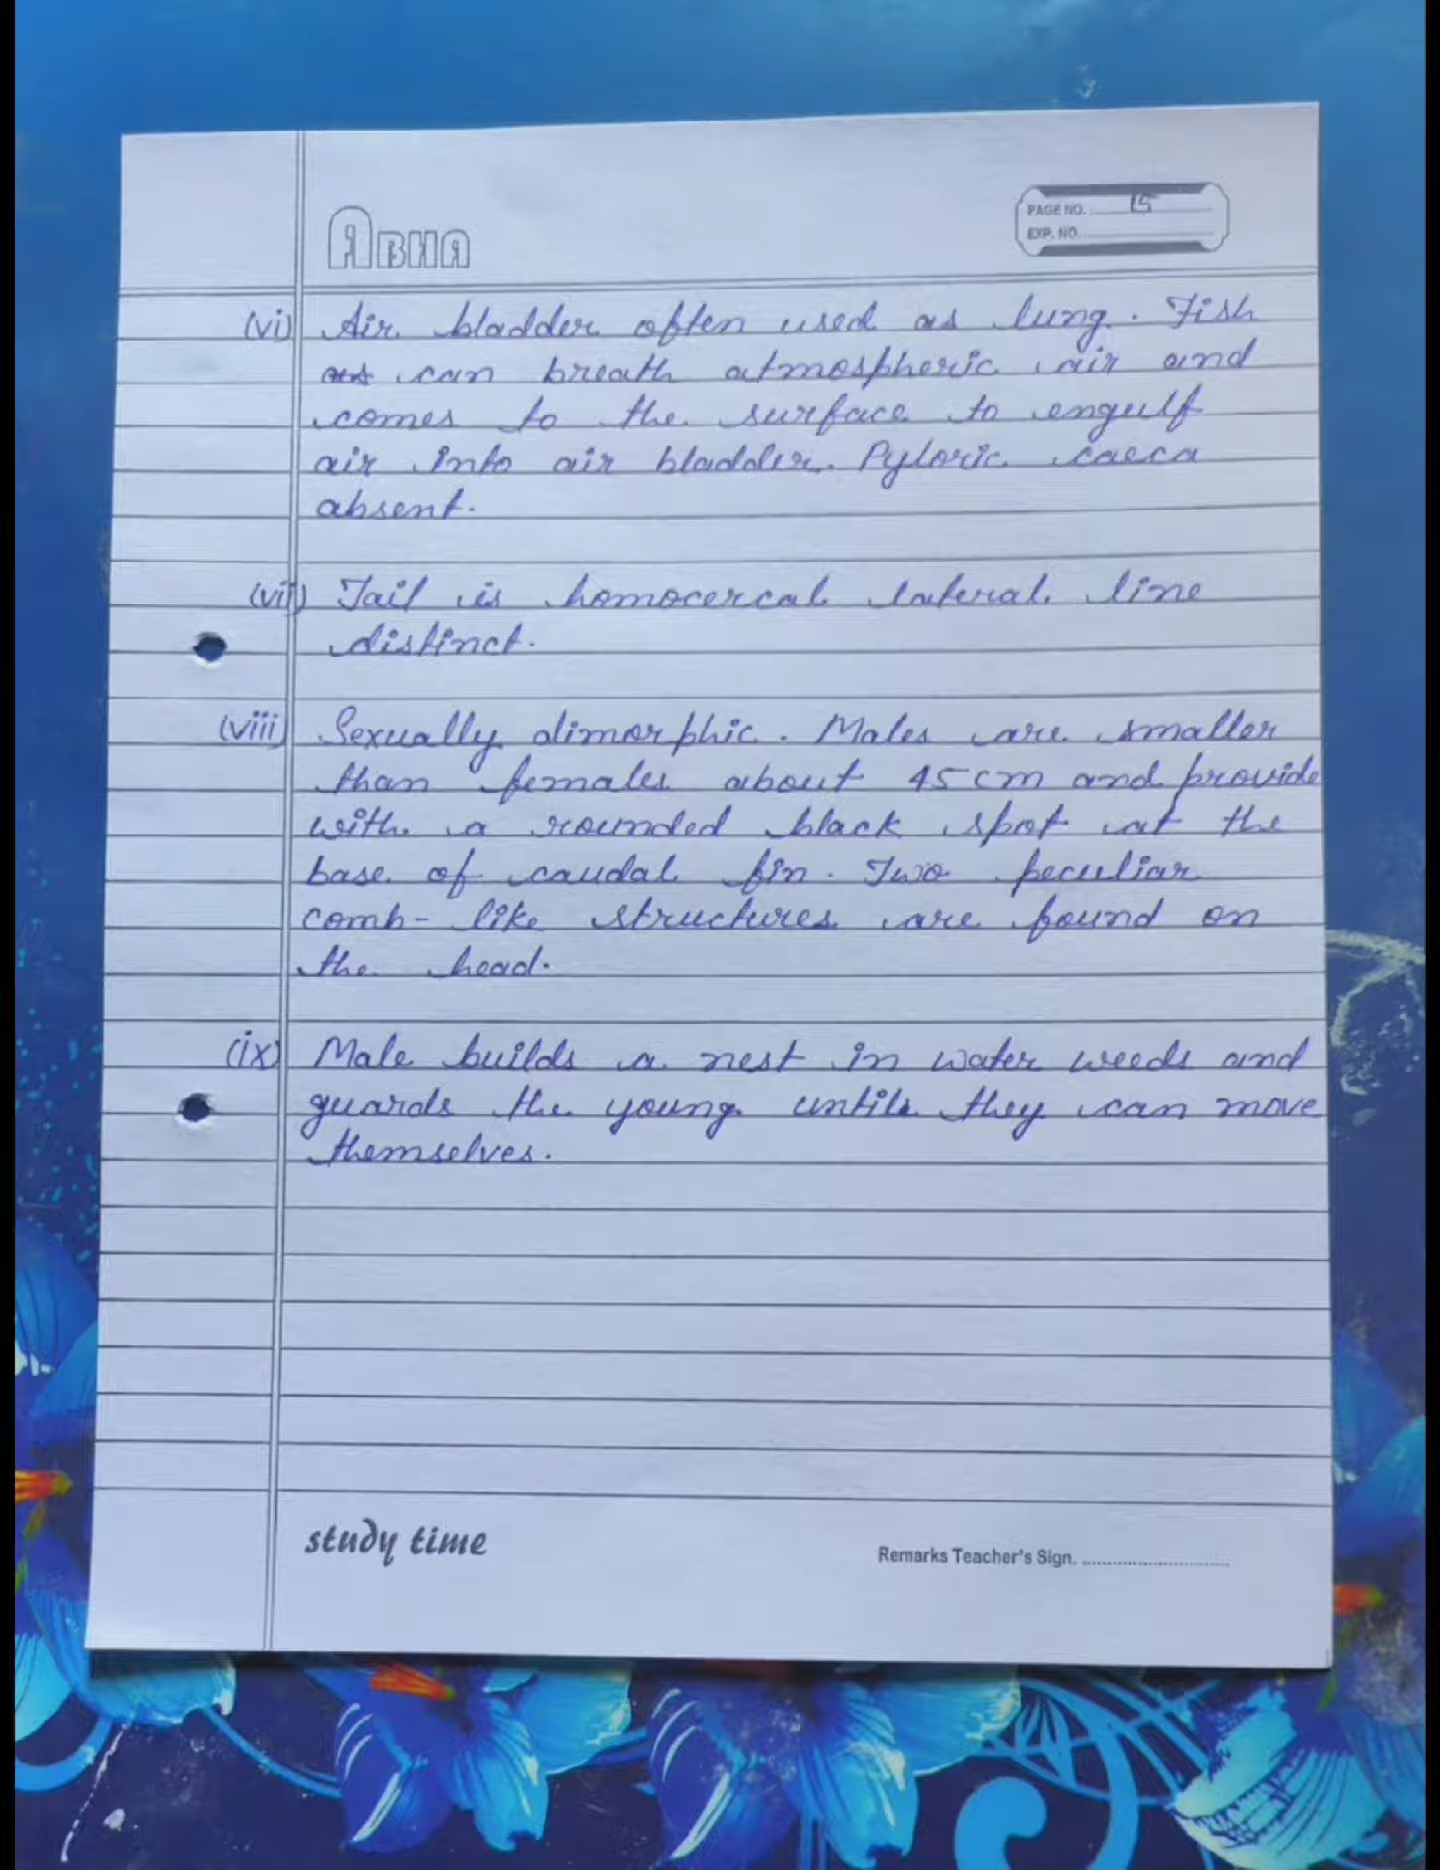 ABHA
PAGE NO. 15
EXP. NO.
(vi) Air bladder often used as lung. Fish
can breath atmospheric air and
comes to the surface to engulf
air into air bladder. Pyloric caeca
absent.
(vii) Tail is homocercal lateral line
distinct.
(viii) Sexually dimorphic. Males are smaller
than females about 45 cm and provide
with a rounded black spot at the
base of caudal fin. Two peculiar
comb-like structures are found on
the head.
(ix) Male builds a nest in water weeds and
guards the young until they can move
themselves.
study time
Remarks Teacher's Sign.